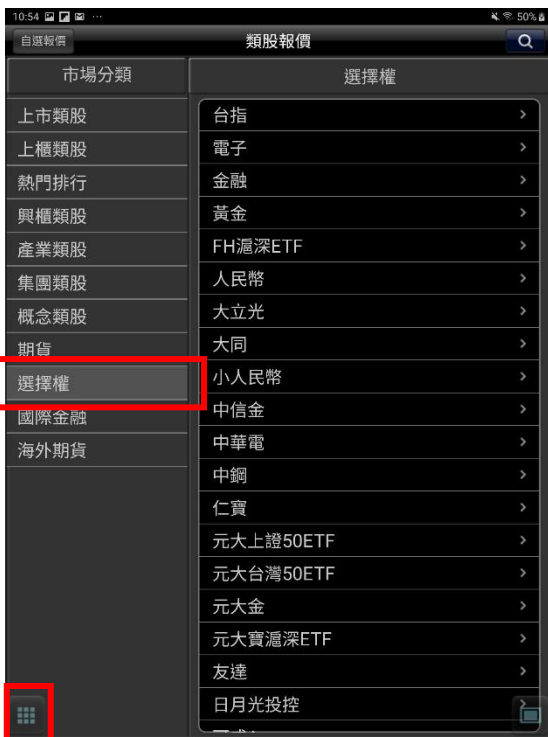 10:54 ... 50%
自選報價
類股報價
市場分類
選擇權
上市類股
上櫃類股
熱門排行
興櫃類股
產業類股
集團類股
概念類股
期貨
選擇權
國際金融
海外期貨
台指
電子
金融
黃金
FH滬深ETF
人民幣
大立光
大同
小人民幣
中信金
中華電
中鋼
仁寶
元大上證50ETF
元大台灣50ETF
元大金
元大寶滬深ETF
友達
日月光投控